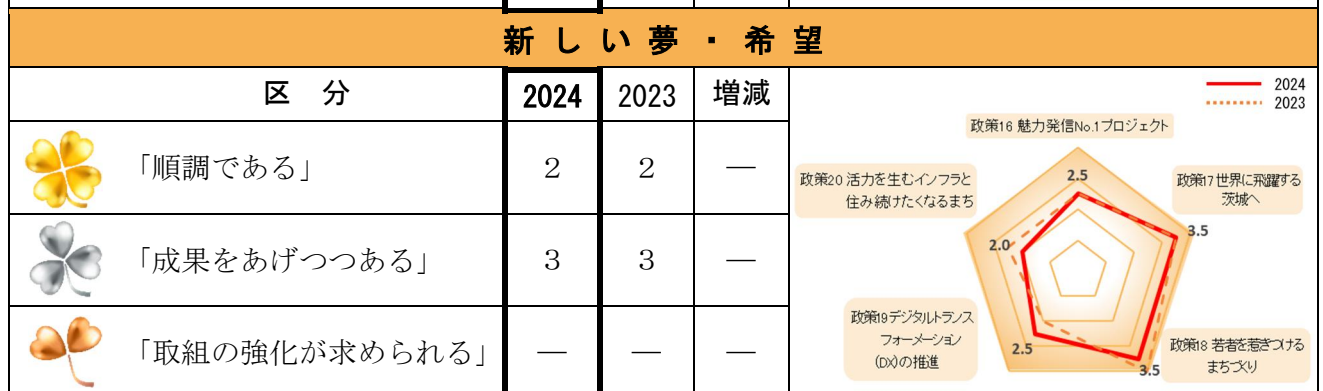 新しい夢・希望
区 分
2024
2023
増減
「順調である」
2
2
―
「成果をあげつつある」
3
3
―
「取組の強化が求められる」
―
―
―
2024
2023
政策16 魅力発信No.1プロジェクト
2.5
政策17 世界に飛躍する
茨城へ
3.5
政策18 若者を惹きつける
まちづくり
3.5
政策19デジタルトランス
フォーメーション
(DX)の推進
2.5
政策20 活力を生むインフラと
住み続けたくなるまち
2.0